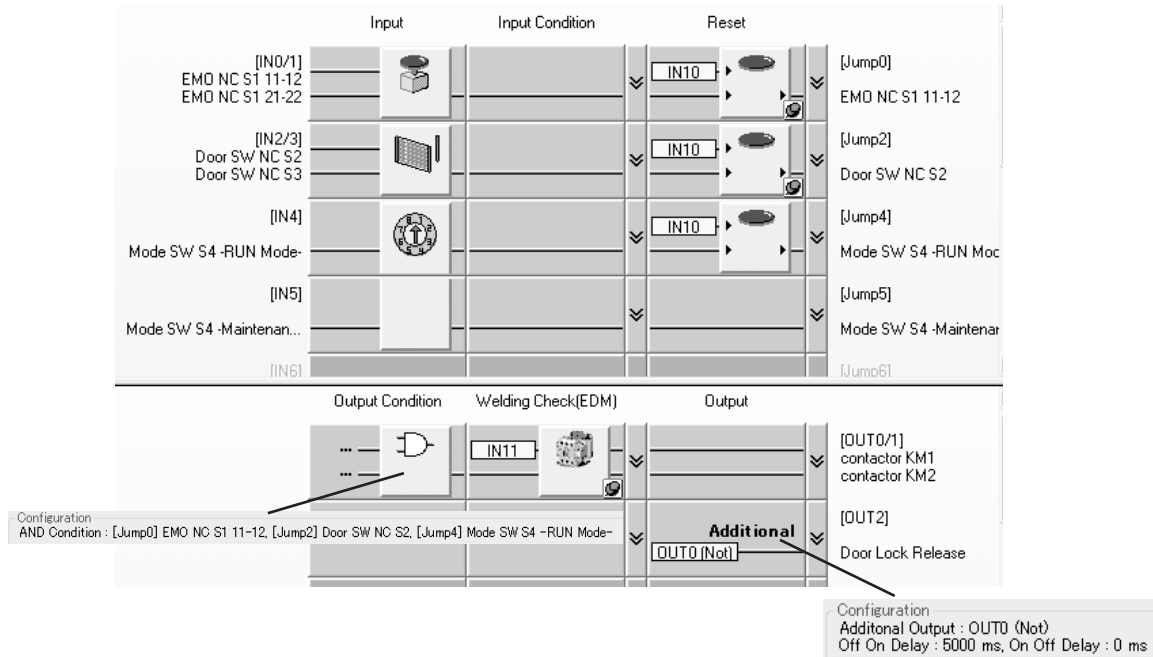 Input Input Condition Reset
[IN0/1]
EMO NC S1 11-12
EMO NC S1 21-22
IN10
[Jump0]
EMO NC S1 11-12
[IN2/3]
Door SW NC S2
Door SW NC S3
IN10
[Jump2]
Door SW NC S2
[IN4]
Mode SW S4 -RUN Mode-
IN10
[Jump4]
Mode SW S4 -RUN Moc
[IN5]
Mode SW S4 -Maintenan...
[Jump5]
Mode SW S4 -Maintenar
[IN6]
[Jump6]
Output Condition Welding Check(EDM) Output
...
...
IN11
[OUT0/1]
contactor KM1
contactor KM2
Configuration
AND Condition : [Jump0] EMO NC S1 11-12, [Jump2] Door SW NC S2, [Jump4] Mode SW S4 -RUN Mode-
Additional
OUT0 (Not)
[OUT2]
Door Lock Release
Configuration
Additonal Output : OUT0 (Not)
Off On Delay : 5000 ms, On Off Delay : 0 ms